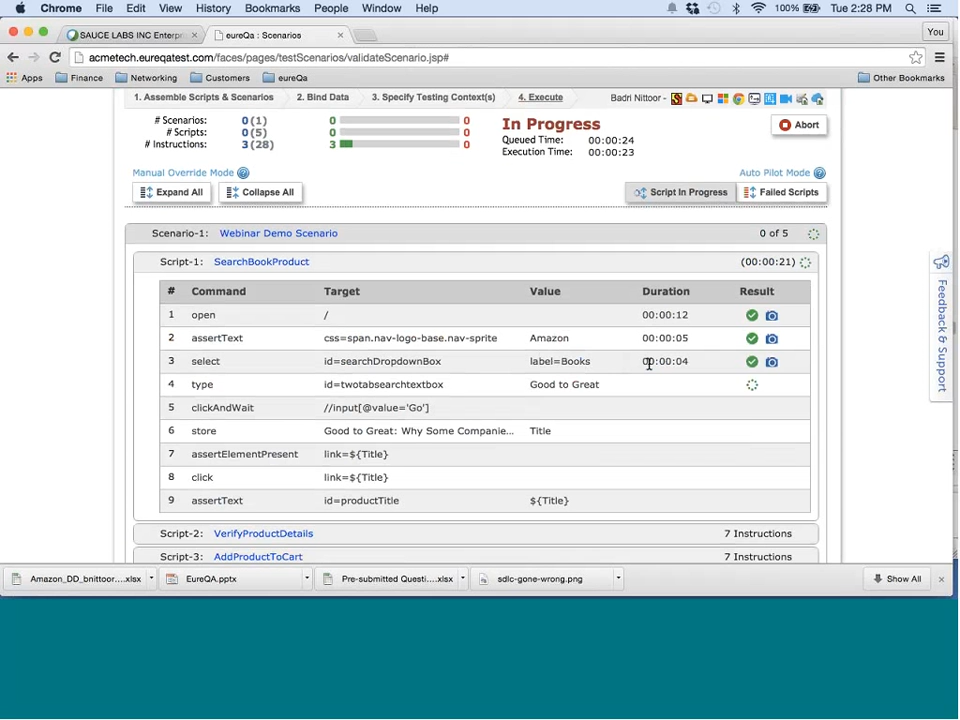 Chrome File Edit View History Bookmarks People Window Help 100% Tue 2:28 PM
SAUCE LABS INC Enterpri × eureQa : Scenarios × You
acmetech.eureqatest.com/faces/pages/testScenarios/validateScenario.jsp#
Apps Finance Networking Customers eureQa Other Bookmarks
1. Assemble Scripts & Scenarios 2. Bind Data 3. Specify Testing Context(s) 4. Execute Badri Nittoor -
# Scenarios: 0 (1) 0 0
# Scripts: 0 (5) 0 0
# Instructions: 3 (28) 3 0
In Progress
Queued Time: 00:00:24
Execution Time: 00:00:23
Abort
Manual Override Mode ? Auto Pilot Mode ?
Expand All Collapse All Script In Progress Failed Scripts
Scenario-1: Webinar Demo Scenario 0 of 5
Script-1: SearchBookProduct (00:00:21)
# Command Target Value Duration Result
1 open / 00:00:12
2 assertText css=span.nav-logo-base.nav-sprite Amazon 00:00:05
3 select id=searchDropdownBox label=Books 00:00:04
4 type id=twotabsearchtextbox Good to Great
5 clickAndWait //input[@value='Go']
6 store Good to Great: Why Some Companie... Title
7 assertElementPresent link=${Title}
8 click link=${Title}
9 assertText id=productTitle ${Title}
Script-2: VerifyProductDetails 7 Instructions
Script-3: AddProductToCart 7 Instructions
Feedback & Support
Amazon_DD_bnittoor....xlsx EureQA.pptx Pre-submitted Questi....xlsx sdlc-gone-wrong.png Show All ×